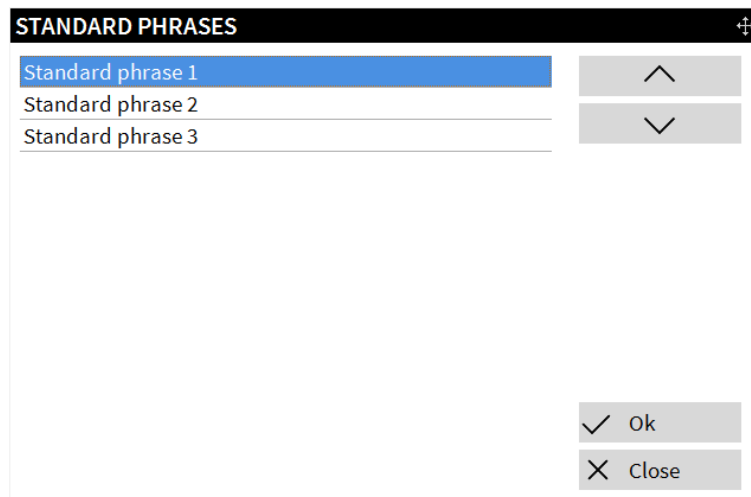 STANDARD PHRASES
Standard phrase 1
Standard phrase 2
Standard phrase 3
Ok
Close